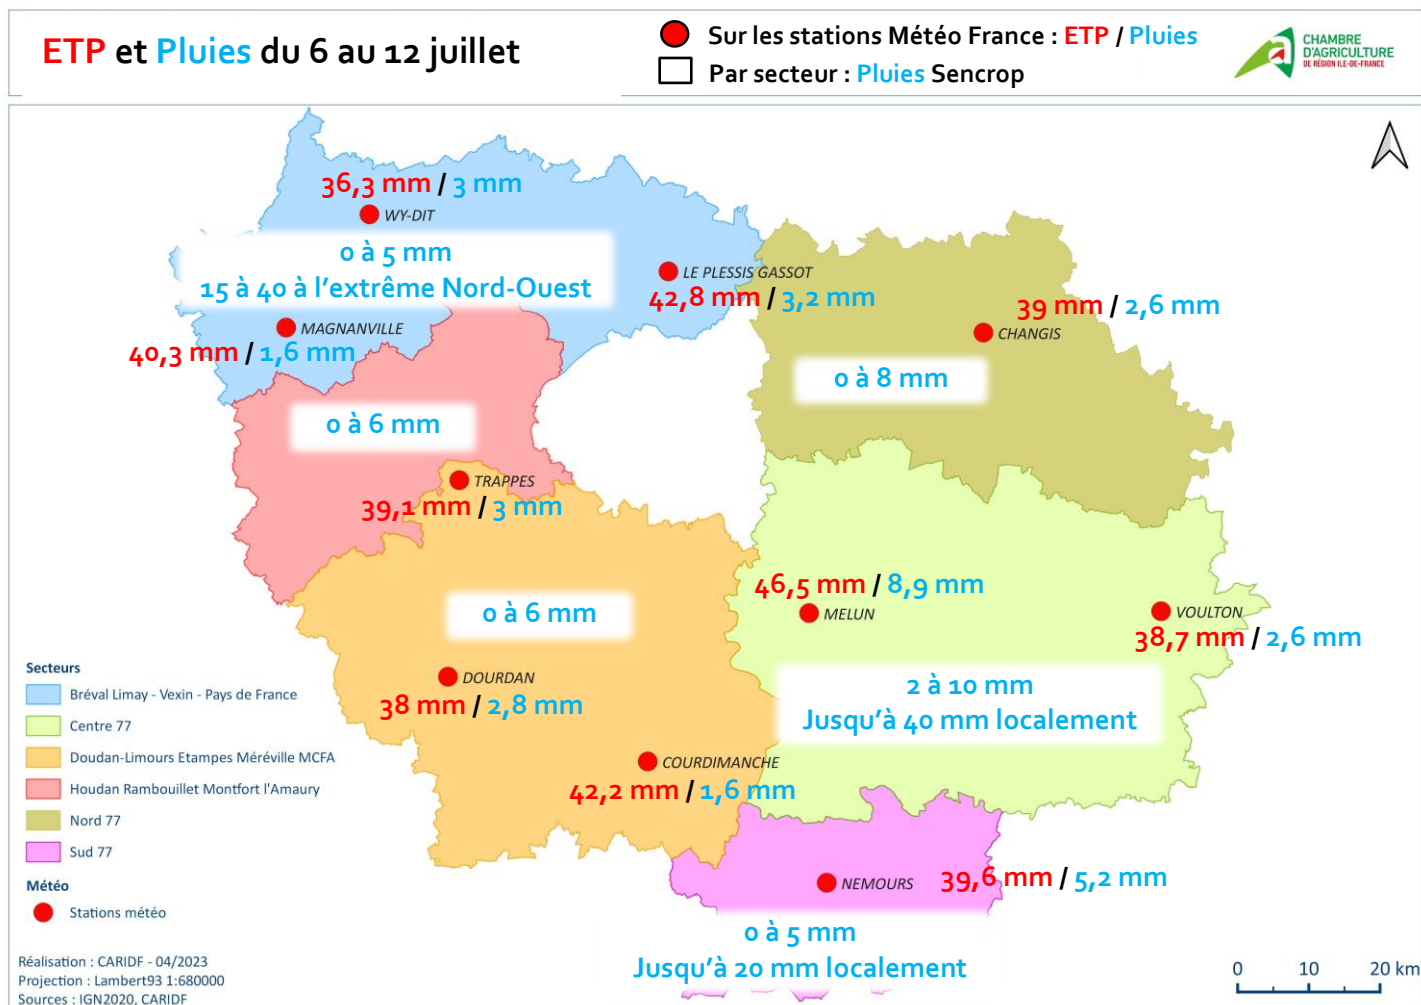 ETP et Pluies du 6 au 12 juillet
Sur les stations Météo France : ETP / Pluies
Par secteur : Pluies Sencrop
CHAMBRE
D'AGRICULTURE
DE RÉGION ILE-DE-FRANCE
36,3 mm / 3 mm
WY-DIT
0 à 5 mm
15 à 40 à l'extrême Nord-Ouest
LE PLESSIS GASSOT
42,8 mm / 3,2 mm
MAGNANVILLE
40,3 mm / 1,6 mm
39 mm / 2,6 mm
CHANGIS
0 à 8 mm
0 à 6 mm
TRAPPES
39,1 mm / 3 mm
46,5 mm / 8,9 mm
MELUN
VOULTON
38,7 mm / 2,6 mm
0 à 6 mm
DOURDAN
38 mm / 2,8 mm
2 à 10 mm
Jusqu'à 40 mm localement
COURDIMANCHE
42,2 mm / 1,6 mm
NEMOURS
39,6 mm / 5,2 mm
0 à 5 mm
Jusqu'à 20 mm localement
Secteurs
Bréval Limay - Vexin - Pays de France
Centre 77
Doudan-Limours Etampes Méréville MCFA
Houdan Rambouillet Montfort l'Amaury
Nord 77
Sud 77
Météo
Stations météo
Réalisation : CARIDF - 04/2023
Projection : Lambert93 1:680000
Sources : IGN2020, CARIDF
0 10 20 km